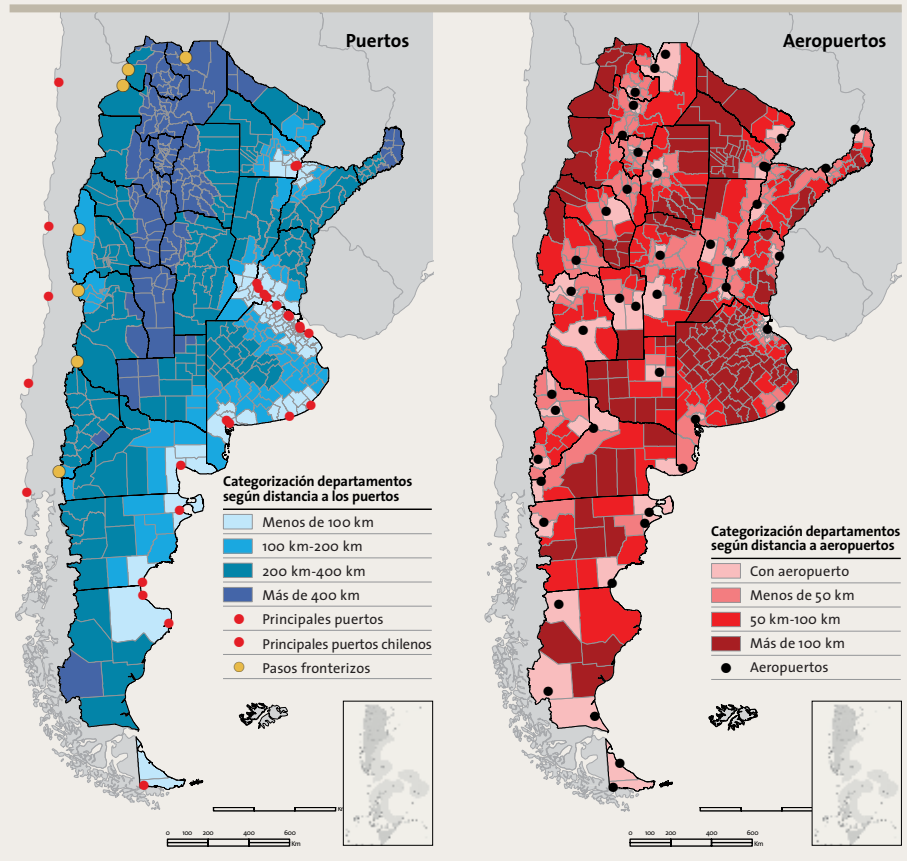 Puertos
Categorización departamentos
según distancia a los puertos
Menos de 100 km
100 km-200 km
200 km-400 km
Más de 400 km
Principales puertos
Principales puertos chilenos
Pasos fronterizos
0 100 200 400 600
Km
Aeropuertos
Categorización departamentos
según distancia a aeropuertos
Con aeropuerto
Menos de 50 km
50 km-100 km
Más de 100 km
Aeropuertos
0 100 200 400 600
Km